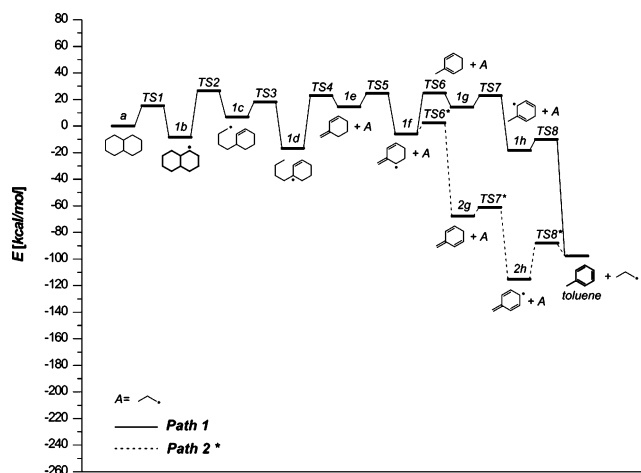 E [kcal/mol]
80
60
40
20
0
-20
-40
-60
-80
-100
-120
-140
-160
-180
-200
-220
-240
-260
a
TS1
1b
TS2
1c
TS3
1d
TS4
1e
TS5
1f
TS6
1g
TS7
1h
TS8
TS6*
2g
TS7*
2h
TS8*
+ A
+ A
+ A
+ A
+ A
+ A
+
toluene
A=
Path 1
Path 2 *